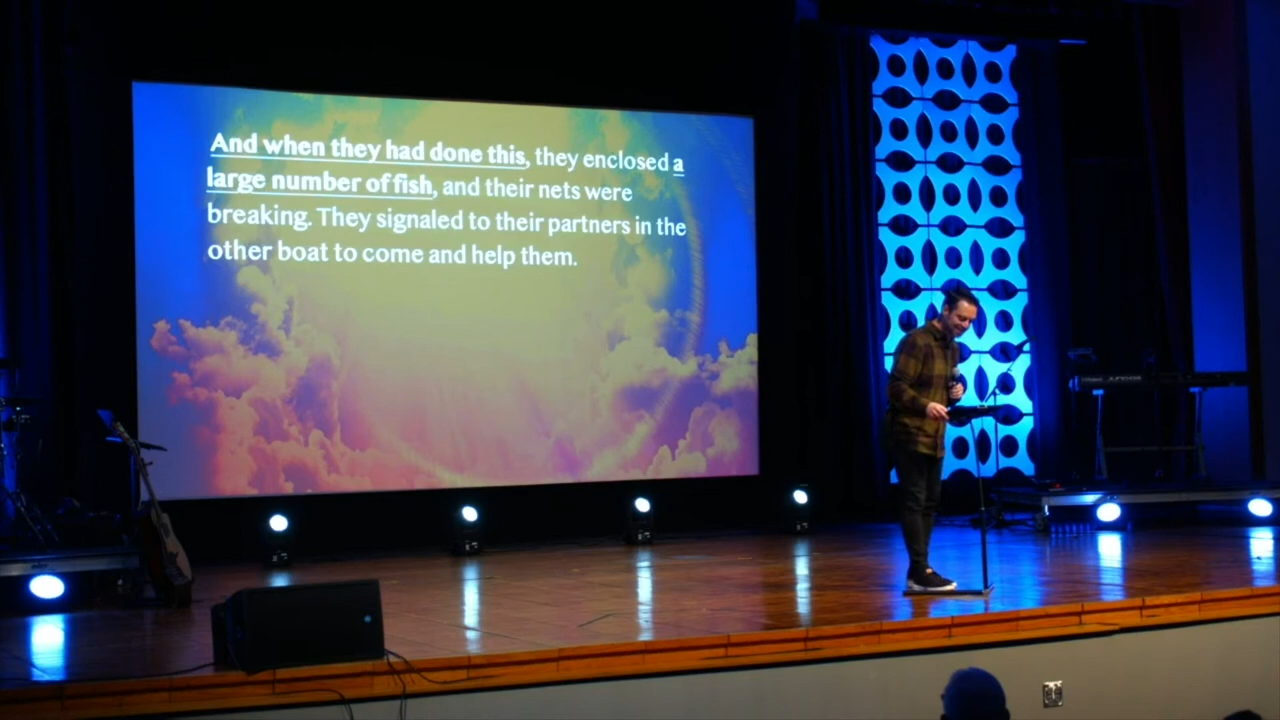 And when they had done this, they enclosed a
large number of fish, and their nets were
breaking. They signaled to their partners in the
other boat to come and help them.